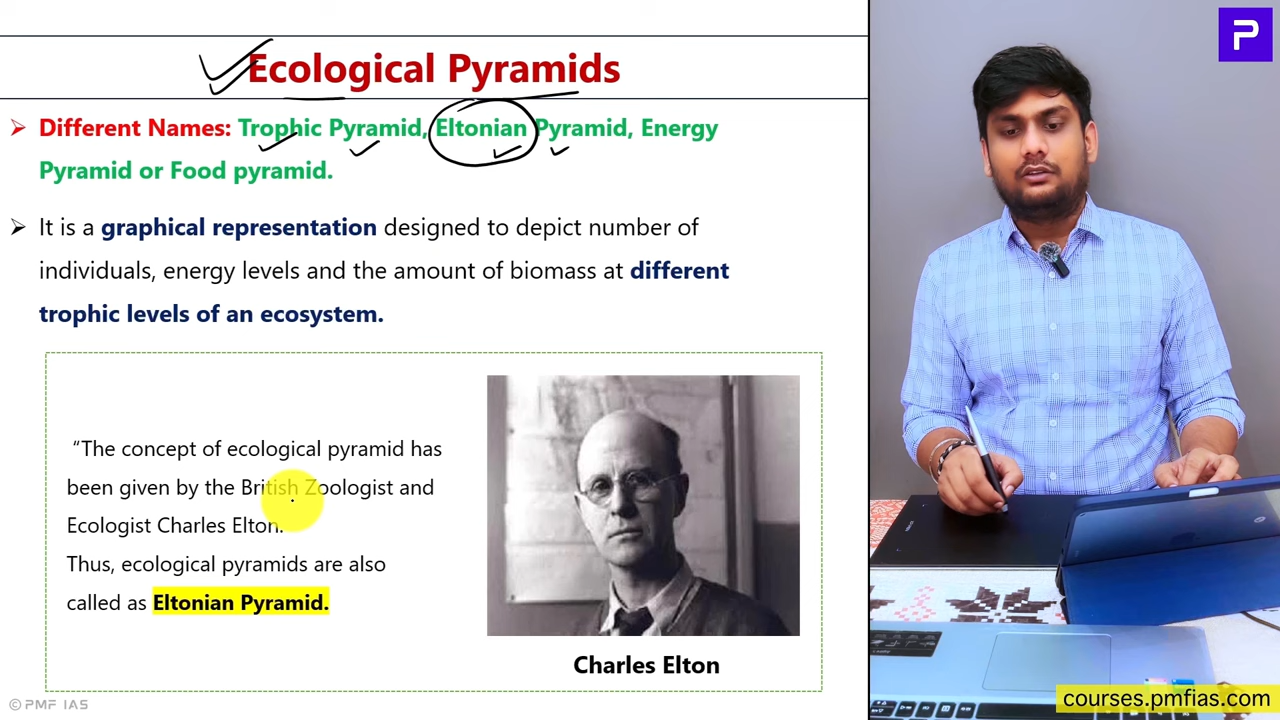 Ecological Pyramids
➢ Different Names: Trophic Pyramid, Eltonian Pyramid, Energy
Pyramid or Food pyramid.
➢ It is a graphical representation designed to depict number of
individuals, energy levels and the amount of biomass at different
trophic levels of an ecosystem.
“The concept of ecological pyramid has
been given by the British Zoologist and
Ecologist Charles Elton.
Thus, ecological pyramids are also
called as Eltonian Pyramid.
Charles Elton
© PMF IAS
P
courses.pmfias.com